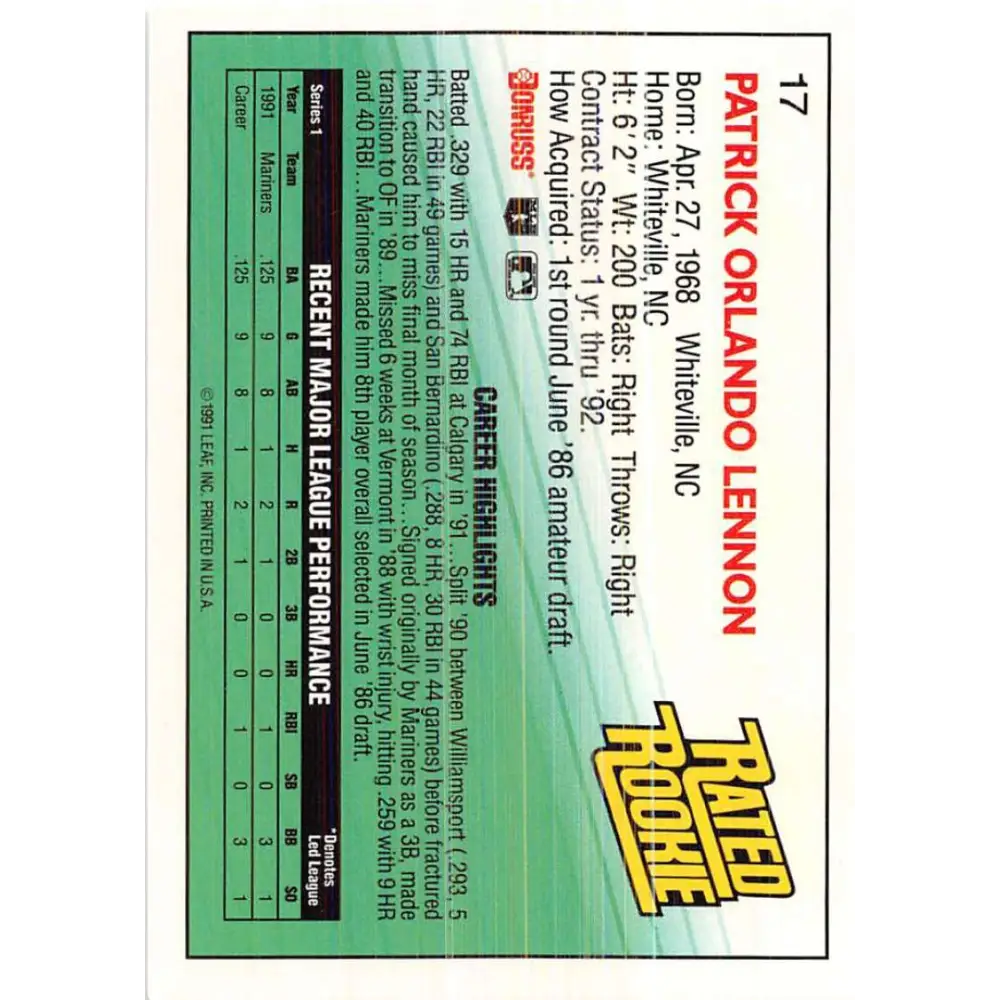 17
PATRICK ORLANDO LENNON
Born: Apr. 27, 1968 Whiteville, NC
Home: Whiteville, NC
Ht: 6'2" Wt: 200 Bats: Right Throws: Right
Contract Status: 1 yr. thru '92.
How Acquired: 1st round June '86 amateur draft.
RATED
ROOKIE
DONRUSS
CAREER HIGHLIGHTS
Batted .329 with 15 HR and 74 RBI at Calgary in '91...Split '90 between Williamsport (.293, 5
HR, 22 RBI in 49 games) and San Bernardino (.288, 8 HR, 30 RBI in 44 games) before fractured
hand caused him to miss final month of season...Signed originally by Mariners as a 3B, made
transition to OF in '89...Missed 6 weeks at Vermont in '88 with wrist injury, hitting .259 with 9 HR
and 40 RBI...Mariners made him 8th player overall selected in June '86 draft.
Series 1 RECENT MAJOR LEAGUE PERFORMANCE *Denotes
Led League
Year Team BA G AB H R 2B 3B HR RBI SB BB SO
1991 Mariners .125 9 8 1 2 1 0 0 1 0 3 1
Career .125 9 8 1 2 1 0 0 1 0 3 1
©1991 LEAF, INC. PRINTED IN U.S.A.